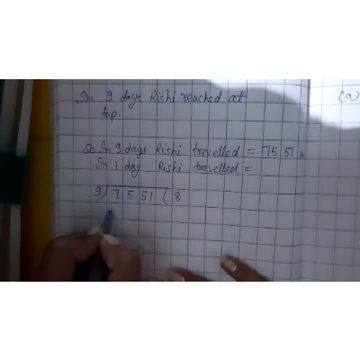 In 9 days Rishi reached at
top.
(a)
So In 9 days Rishi travelled = 7551
In 1 day Rishi travelled =
9) 7551 ( 8